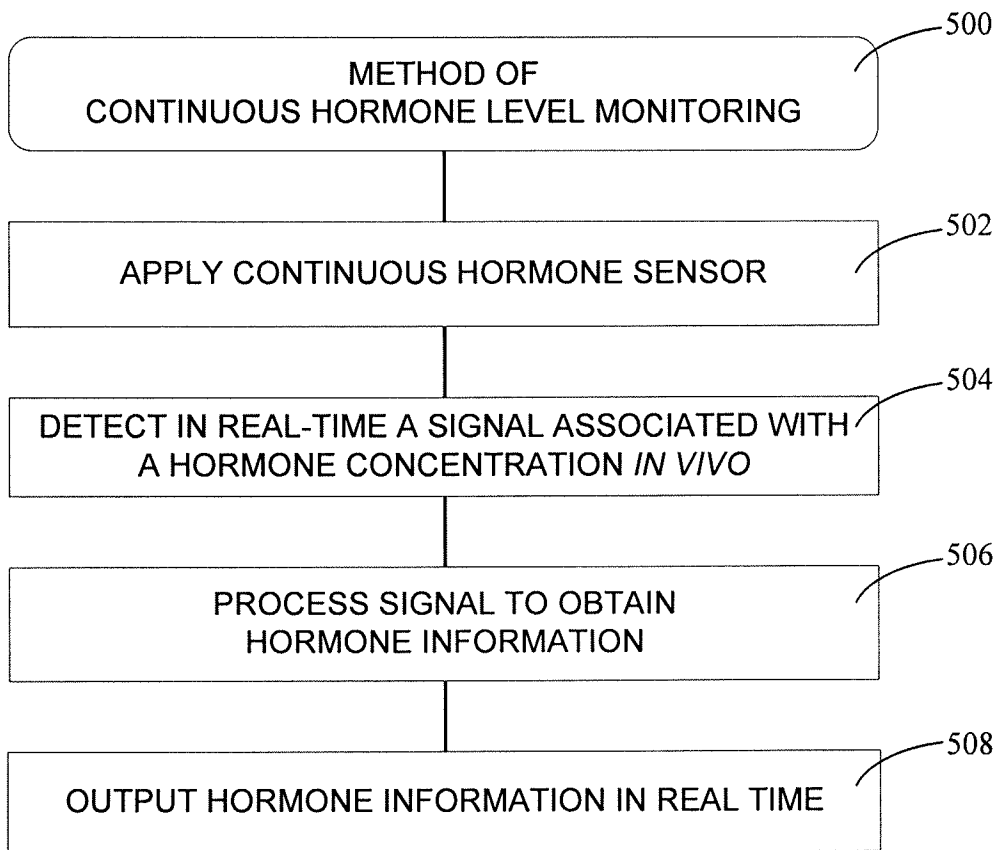 500
METHOD OF
CONTINUOUS HORMONE LEVEL MONITORING
502
APPLY CONTINUOUS HORMONE SENSOR
504
DETECT IN REAL-TIME A SIGNAL ASSOCIATED WITH
A HORMONE CONCENTRATION IN VIVO
506
PROCESS SIGNAL TO OBTAIN
HORMONE INFORMATION
508
OUTPUT HORMONE INFORMATION IN REAL TIME